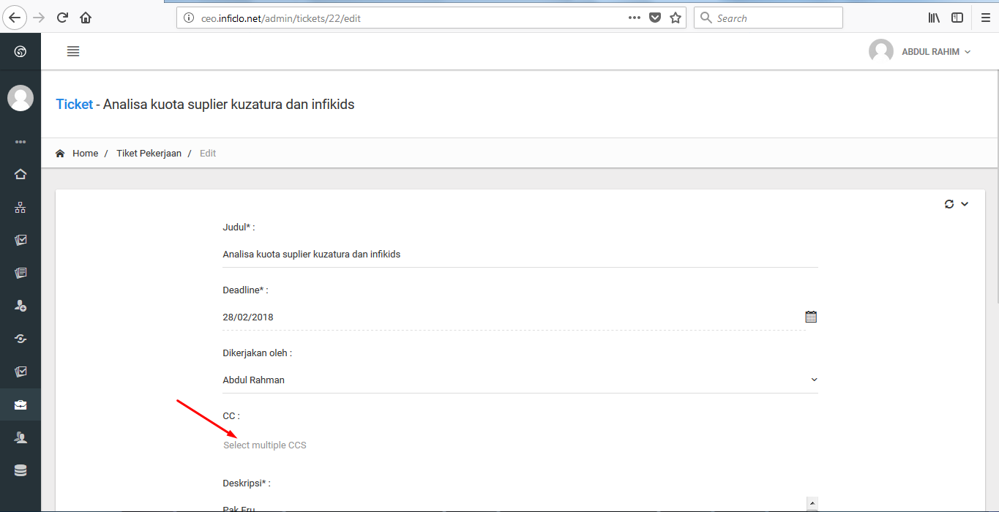 ceo.inficlo.net/admin/tickets/22/edit
Search
ABDUL RAHIM
Ticket - Analisa kuota suplier kuzatura dan infikids
Home / Tiket Pekerjaan / Edit
Judul* :
Analisa kuota suplier kuzatura dan infikids
Deadline* :
28/02/2018
Dikerjakan oleh :
Abdul Rahman
CC :
Select multiple CCS
Deskripsi* :
Pak Eru